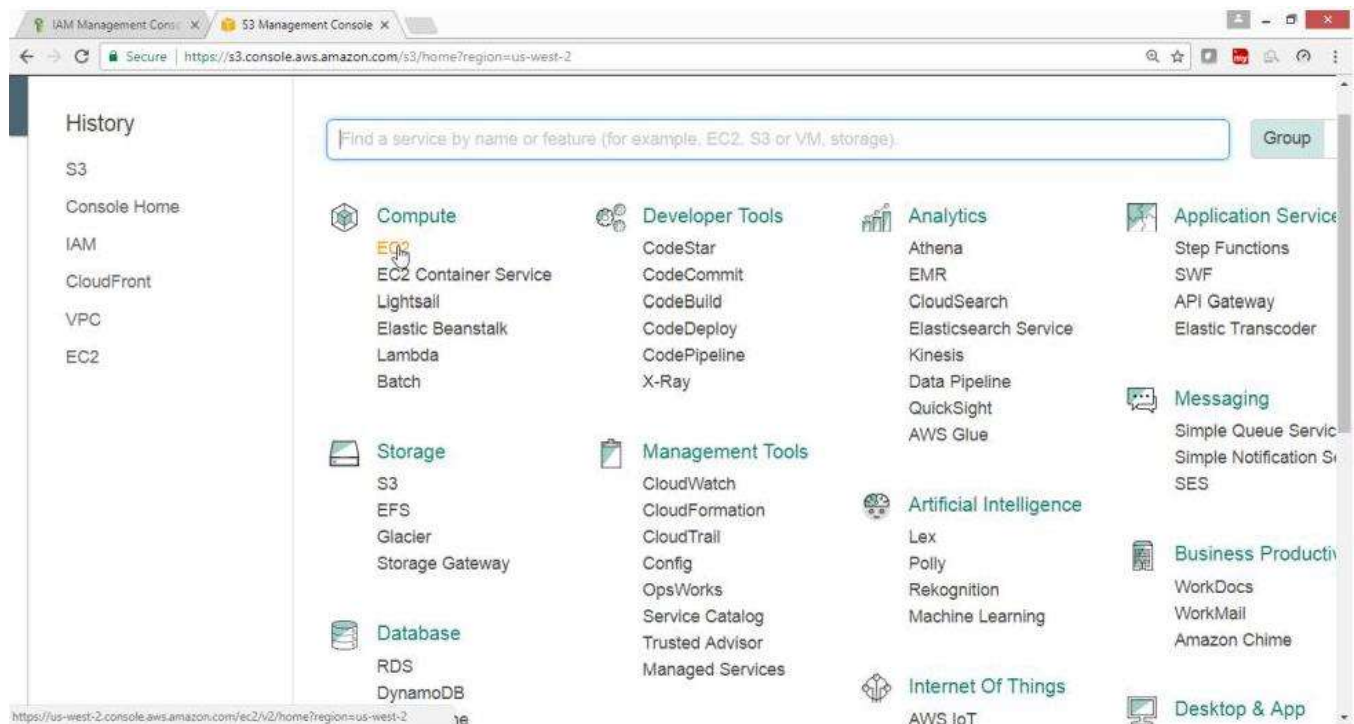 IAM Management Cons
S3 Management Console
Secure https://s3.console.aws.amazon.com/s3/home?region=us-west-2
History
S3
Console Home
IAM
CloudFront
VPC
EC2
Find a service by name or feature (for example, EC2, S3 or VM, storage).
Group
Compute
EC2
EC2 Container Service
Lightsail
Elastic Beanstalk
Lambda
Batch
Storage
S3
EFS
Glacier
Storage Gateway
Database
RDS
DynamoDB
Developer Tools
CodeStar
CodeCommit
CodeBuild
CodeDeploy
CodePipeline
X-Ray
Management Tools
CloudWatch
CloudFormation
CloudTrail
Config
OpsWorks
Service Catalog
Trusted Advisor
Managed Services
Analytics
Athena
EMR
CloudSearch
Elasticsearch Service
Kinesis
Data Pipeline
QuickSight
AWS Glue
Artificial Intelligence
Lex
Polly
Rekognition
Machine Learning
Internet Of Things
AWS IoT
Application Service
Step Functions
SWF
API Gateway
Elastic Transcoder
Messaging
Simple Queue Servic
Simple Notification Se
SES
Business Productiv
WorkDocs
WorkMail
Amazon Chime
Desktop & App
https://us-west-2.console.aws.amazon.com/ec2/v2/home?region=us-west-2